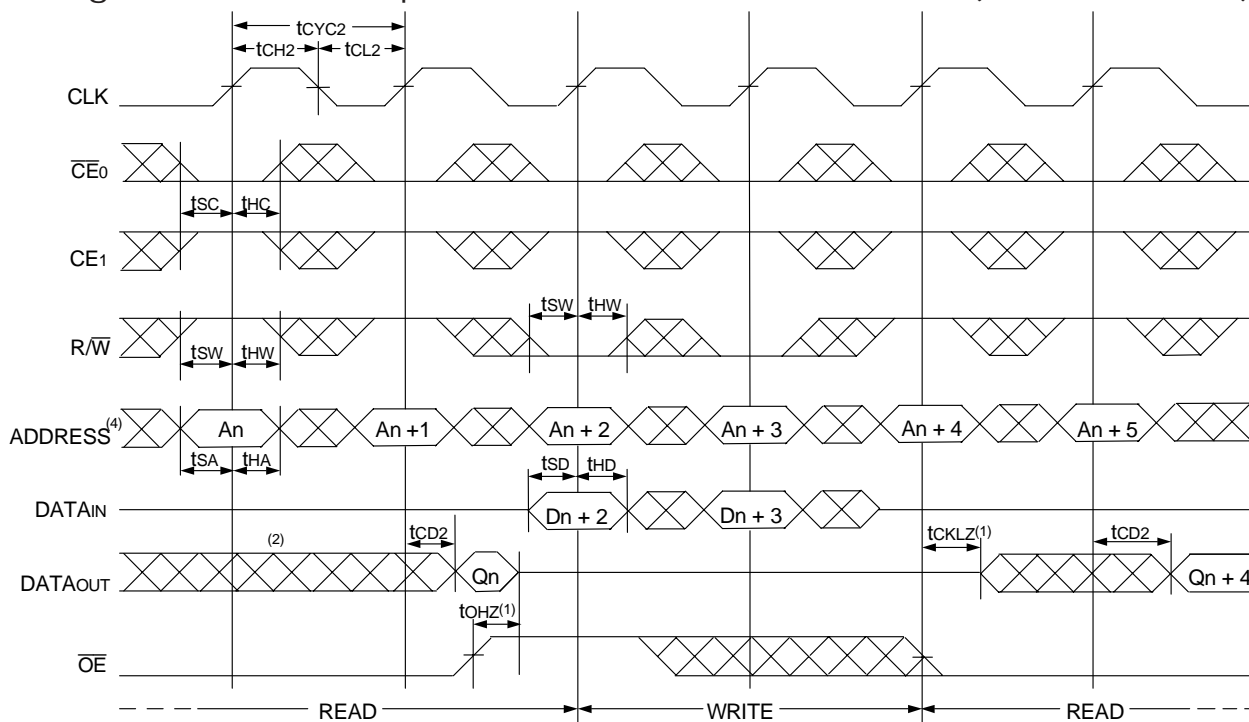 tCYC2
tCH2 tCL2
CLK
CE0
tSC tHC
CE1
tSW tHW
R/W
tSW tHW
ADDRESS(4) An An +1 An + 2 An + 3 An + 4 An + 5
tSA tHA tSD tHD
DATAIN Dn + 2 Dn + 3
(2) tCD2 tCKLZ(1) tCD2
DATAOUT Qn Qn + 4
tOHZ(1)
OE
READ WRITE READ